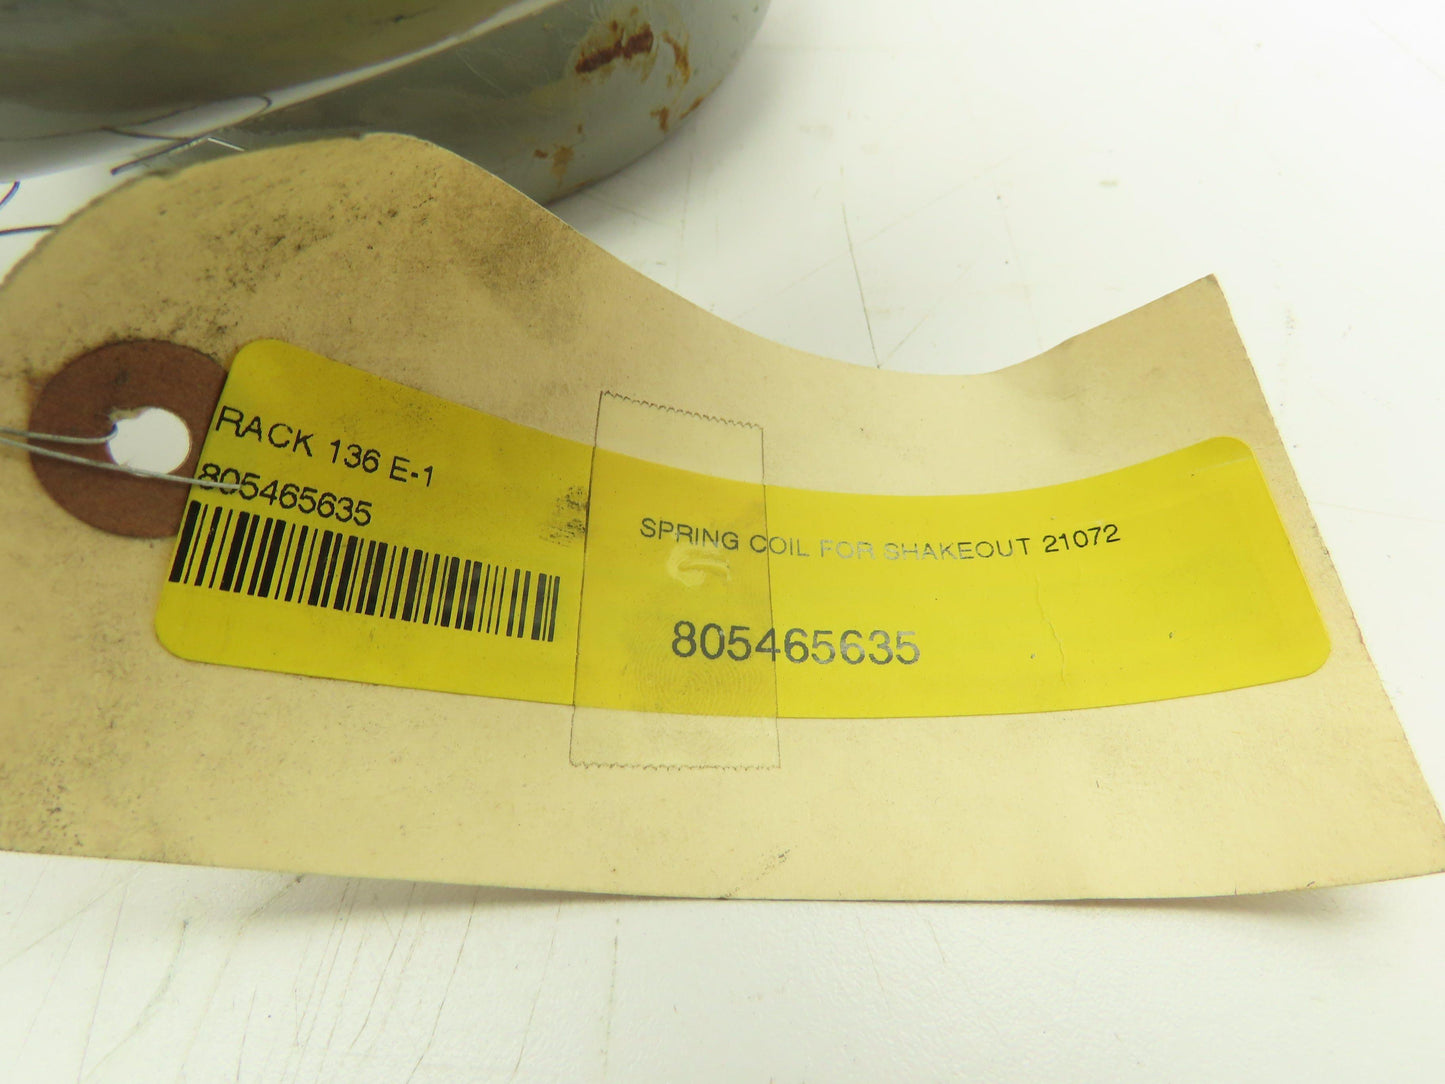 RACK 136 E-1
805465635
SPRING COIL FOR SHAKEOUT 21072
805465635